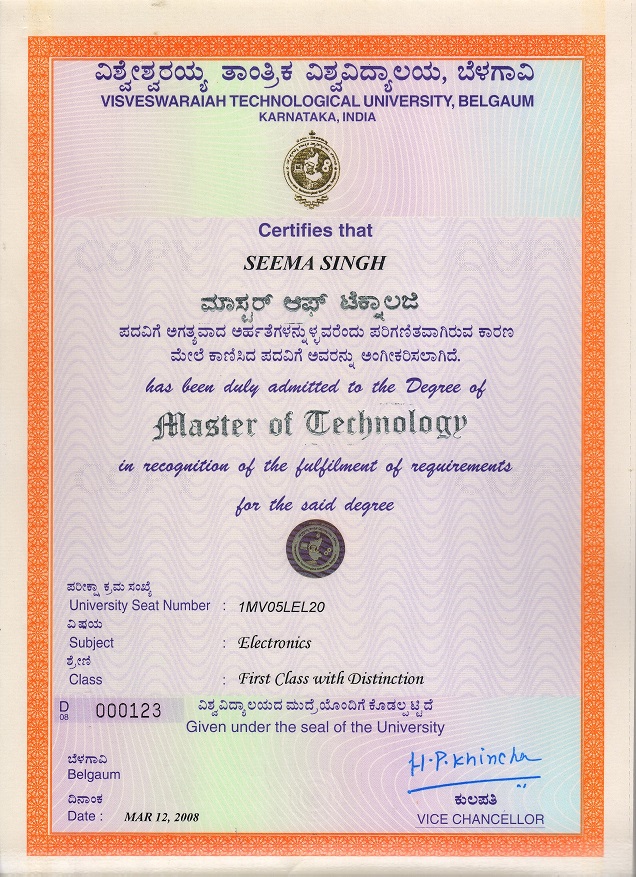 ವಿಶ್ವೇಶ್ವರಯ್ಯ ತಾಂತ್ರಿಕ ವಿಶ್ವವಿದ್ಯಾಲಯ, ಬೆಳಗಾವಿ
VISVESWARAIAH TECHNOLOGICAL UNIVERSITY, BELGAUM
KARNATAKA, INDIA
Certifies that
SEEMA SINGH
ಮಾಸ್ಟರ್ ಆಫ್ ಟೆಕ್ನಾಲಜಿ
ಪದವಿಗೆ ಅಗತ್ಯವಾದ ಅರ್ಹತೆಗಳನ್ನುಳ್ಳವರೆಂದು ಪರಿಗಣಿತವಾಗಿರುವ ಕಾರಣ
ಮೇಲೆ ಕಾಣಿಸಿದ ಪದವಿಗೆ ಅವರನ್ನು ಅಂಗೀಕರಿಸಲಾಗಿದೆ.
has been duly admitted to the Degree of
Master of Technology
in recognition of the fulfilment of requirements
for the said degree
ಪರೀಕ್ಷಾ ಕ್ರಮ ಸಂಖ್ಯೆ
University Seat Number : 1MV05LEL20
ವಿಷಯ
Subject : Electronics
ಶ್ರೇಣಿ
Class : First Class with Distinction
D 08 000123
ವಿಶ್ವವಿದ್ಯಾಲಯದ ಮುದ್ರೆಯೊಂದಿಗೆ ಕೊಡಲ್ಪಟ್ಟಿದೆ
Given under the seal of the University
ಬೆಳಗಾವಿ
Belgaum
H.P.Khincha
ದಿನಾಂಕ
Date : MAR 12, 2008
ಕುಲಪತಿ
VICE CHANCELLOR